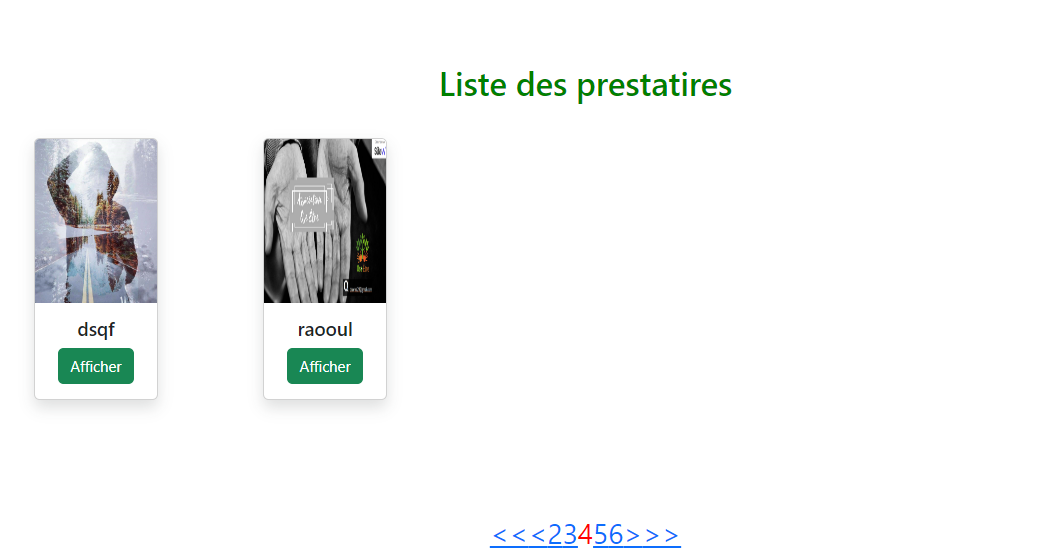 Liste des prestatires
dsqf
Afficher
raooul
Afficher
<<<23456>>>